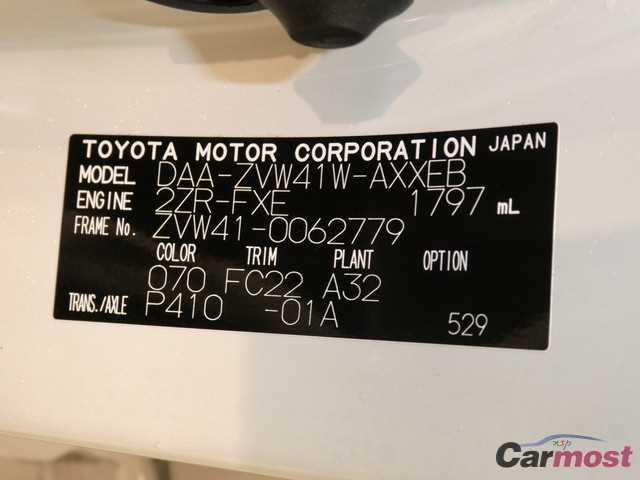 TOYOTA MOTOR CORPORATION JAPAN
MODEL DAA-ZVW41W-AXXEB
ENGINE 2ZR-FXE 1797 mL
FRAME No. ZVW41-0062779
COLOR TRIM PLANT OPTION
070 FC22 A32
TRANS./AXLE P410 -01A 529
Carmost